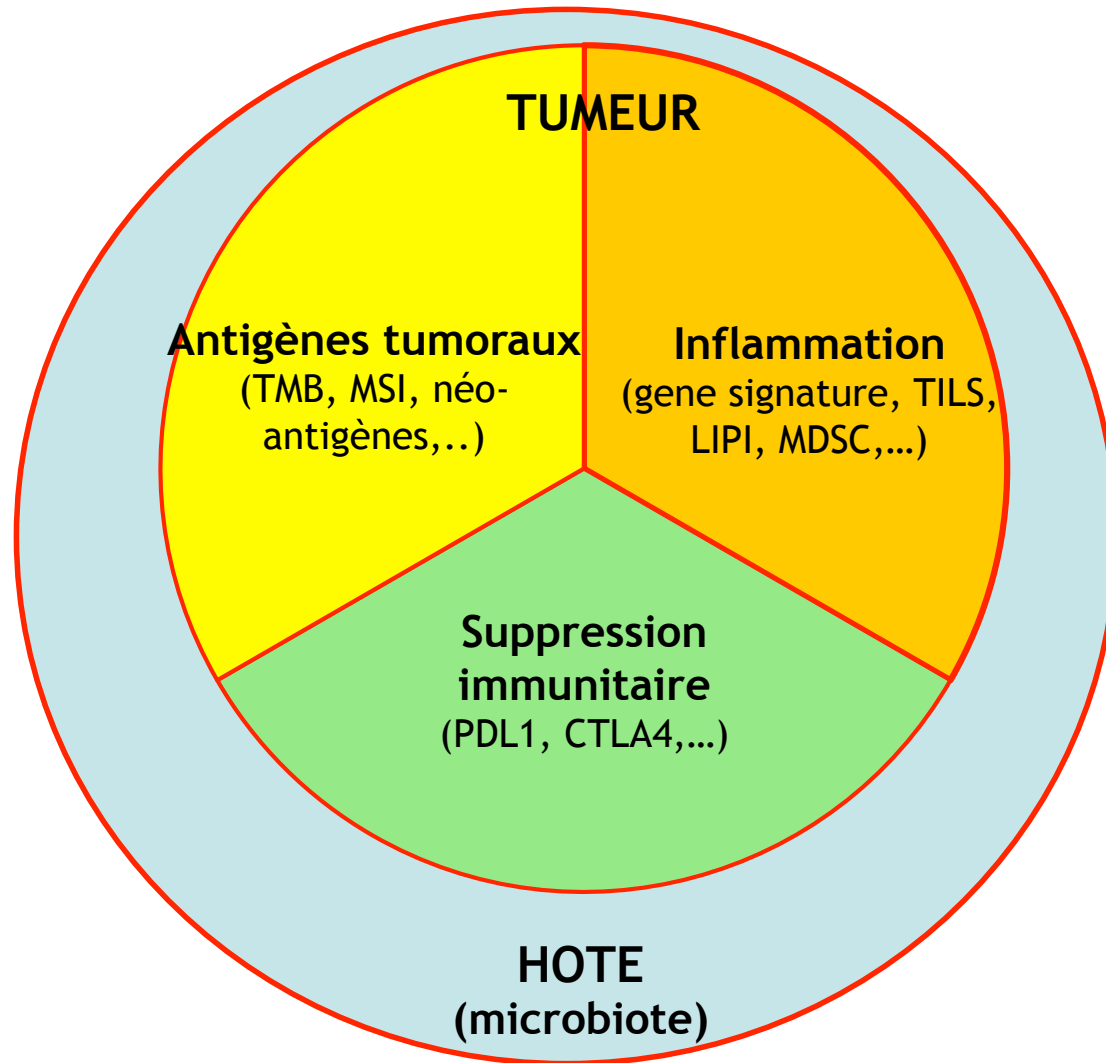 TUMEUR
Antigènes tumoraux
(TMB, MSI, néo-
antigènes,..)
Inflammation
(gene signature, TILS,
LIPI, MDSC,…)
Suppression
immunitaire
(PDL1, CTLA4,…)
HOTE
(microbiote)